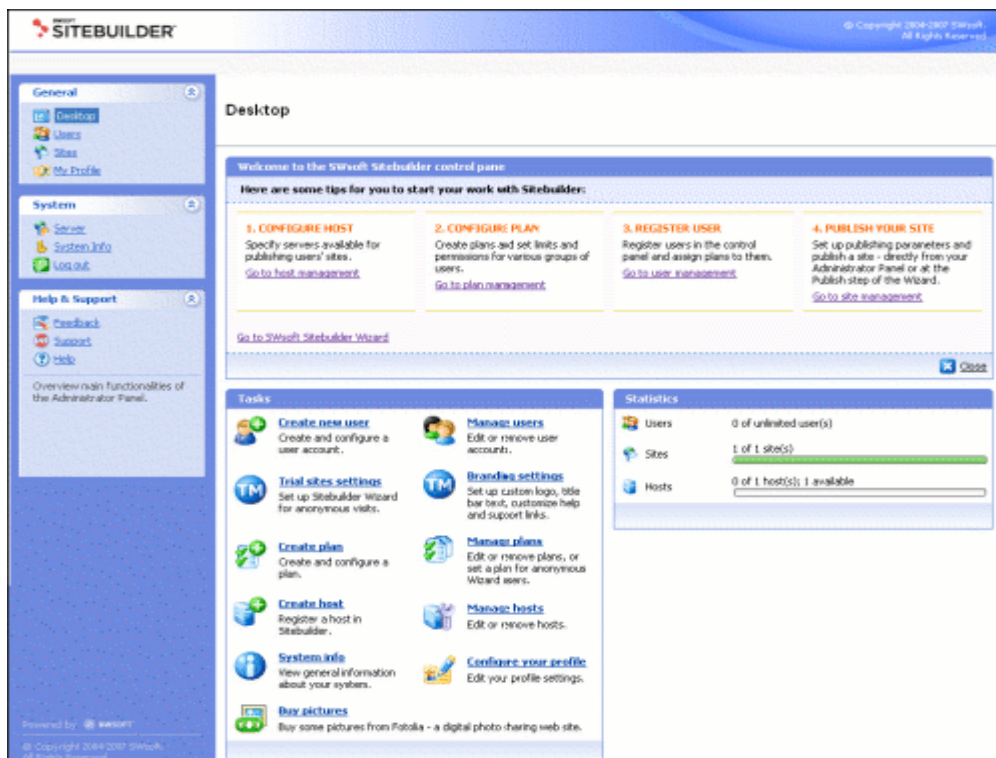 SWSOFT
SITEBUILDER
© Copyright 2004-2007 SWsoft.
All Rights Reserved
General
Desktop
Users
Sites
My Profile
System
Server
System Info
Log out
Help & Support
Feedback
Support
Help
Overview main functionalities of
the Administrator Panel.
Powered by SWSOFT
© Copyright 2004-2007 SWsoft.
All Rights Reserved
Desktop
Welcome to the SWsoft Sitebuilder control pane
Here are some tips for you to start your work with Sitebuilder:
1. CONFIGURE HOST
Specify servers available for
publishing users' sites.
Go to host management
2. CONFIGURE PLAN
Create plans and set limits and
permissions for various groups of
users.
Go to plan management
3. REGISTER USER
Register users in the control
panel and assign plans to them.
Go to user management
4. PUBLISH YOUR SITE
Set up publishing parameters and
publish a site - directly from your
Administrator Panel or at the
Publish step of the Wizard.
Go to site management
Go to SWsoft Sitebuilder Wizard
Close
Tasks
Create new user
Create and configure a
user account.
Manage users
Edit or remove user
accounts.
TM
Trial sites settings
Set up Sitebuilder Wizard
for anonymous visits.
TM
Branding settings
Set up custom logo, title
bar text, customize help
and support links.
Create plan
Create and configure a
plan.
Manage plans
Edit or remove plans, or
set a plan for anonymous
Wizard users.
Create host
Register a host in
Sitebuilder.
Manage hosts
Edit or remove hosts.
System info
View general information
about your system.
Configure your profile
Edit your profile settings.
Buy pictures
Buy some pictures from Fotolia - a digital photo sharing web site.
Statistics
Users
0 of unlimited user(s)
Sites
1 of 1 site(s)
Hosts
0 of 1 host(s); 1 available